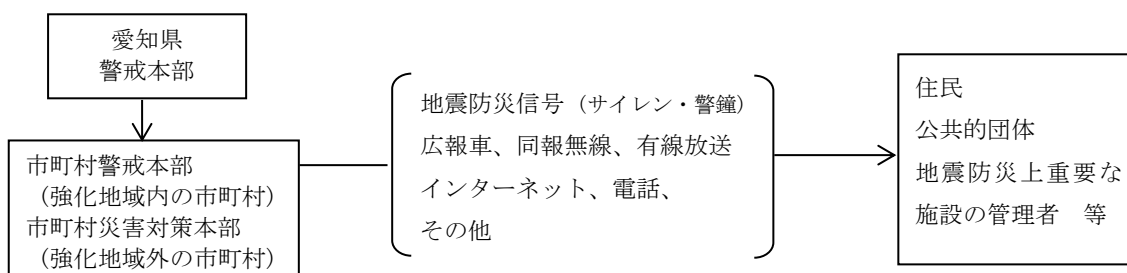 愛知県
警戒本部
市町村警戒本部
（強化地域内の市町村）
市町村災害対策本部
（強化地域外の市町村）
地震防災信号（サイレン・警鐘）
広報車、同報無線、有線放送
インターネット、電話、
その他
住民
公共的団体
地震防災上重要な
施設の管理者　等